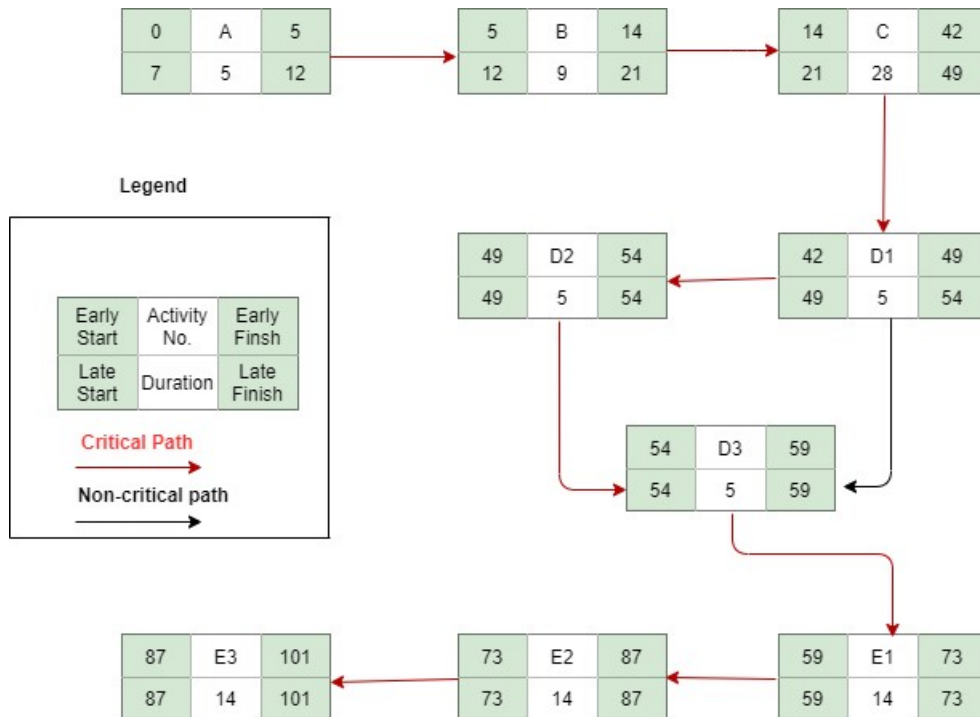 0 A 5
7 5 12
5 B 14
12 9 21
14 C 42
21 28 49
Legend
Early Start Activity No. Early Finsh
Late Start Duration Late Finish
Critical Path
Non-critical path
49 D2 54
49 5 54
42 D1 49
49 5 54
54 D3 59
54 5 59
87 E3 101
87 14 101
73 E2 87
73 14 87
59 E1 73
59 14 73